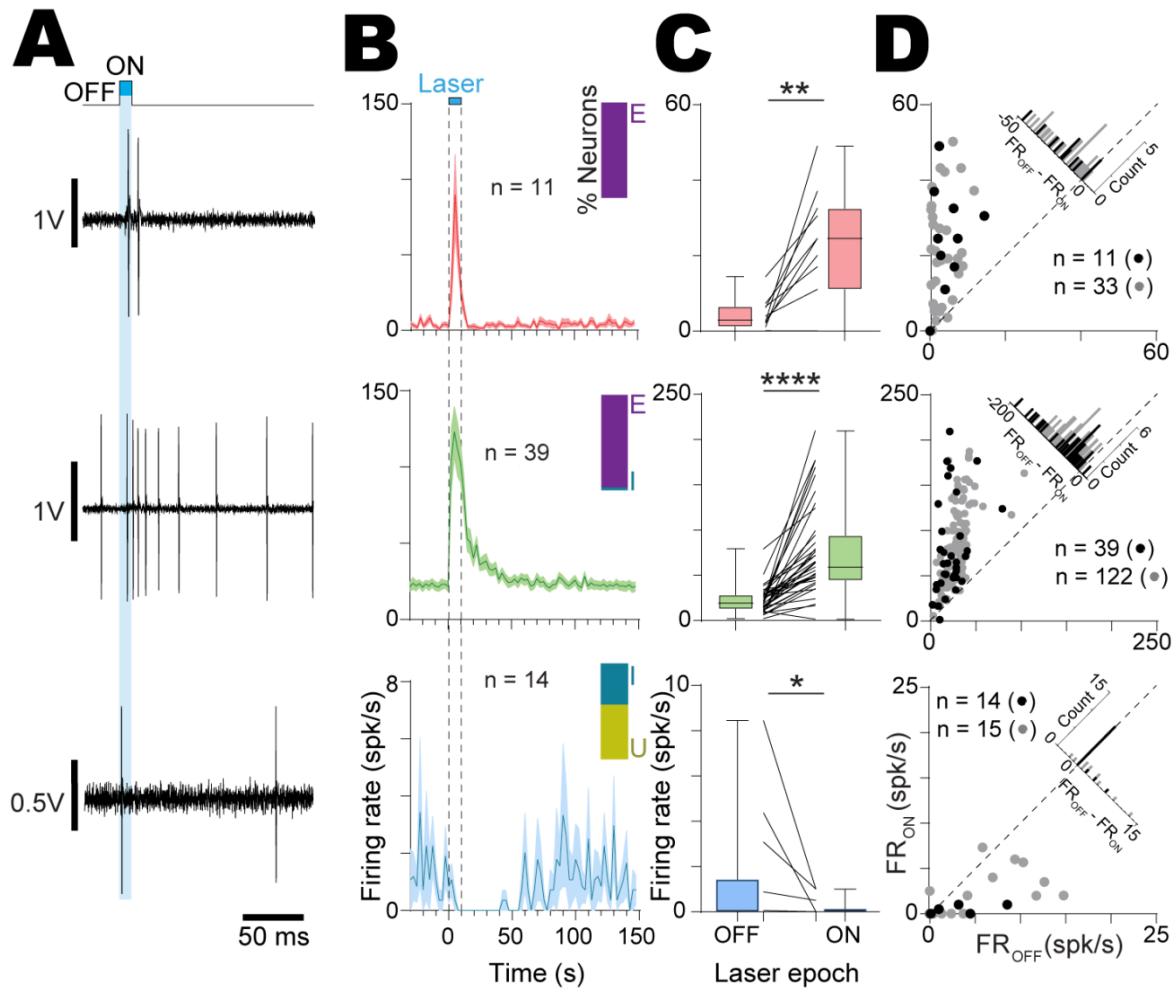 A
B
C
D
OFF
ON
1V
1V
0.5V
50 ms
Laser
150
0
n = 11
% Neurons
E
150
0
n = 39
E
I
8
0
n = 14
I
U
Firing rate (spk/s)
0
50
100
150
Time (s)
60
0
**
250
0
****
10
0
*
Firing rate (spk/s)
OFF
ON
Laser epoch
60
0
0
60
-50
0
FR_OFF - FR_ON
0
Count
5
n = 11 (●)
n = 33 (●)
250
0
0
250
-200
0
FR_OFF - FR_ON
0
Count
6
n = 39 (●)
n = 122 (●)
25
0
0
25
n = 14 (●)
n = 15 (●)
0
Count
15
0
FR_OFF - FR_ON
15
FR_ON (spk/s)
FR_OFF (spk/s)